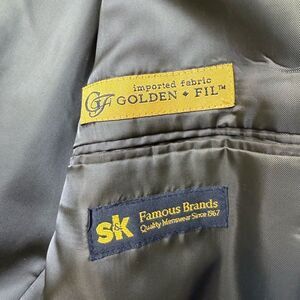 imported fabric
GF GOLDEN ♦ FIL™
S&K Famous Brands
Quality Menswear Since 1967